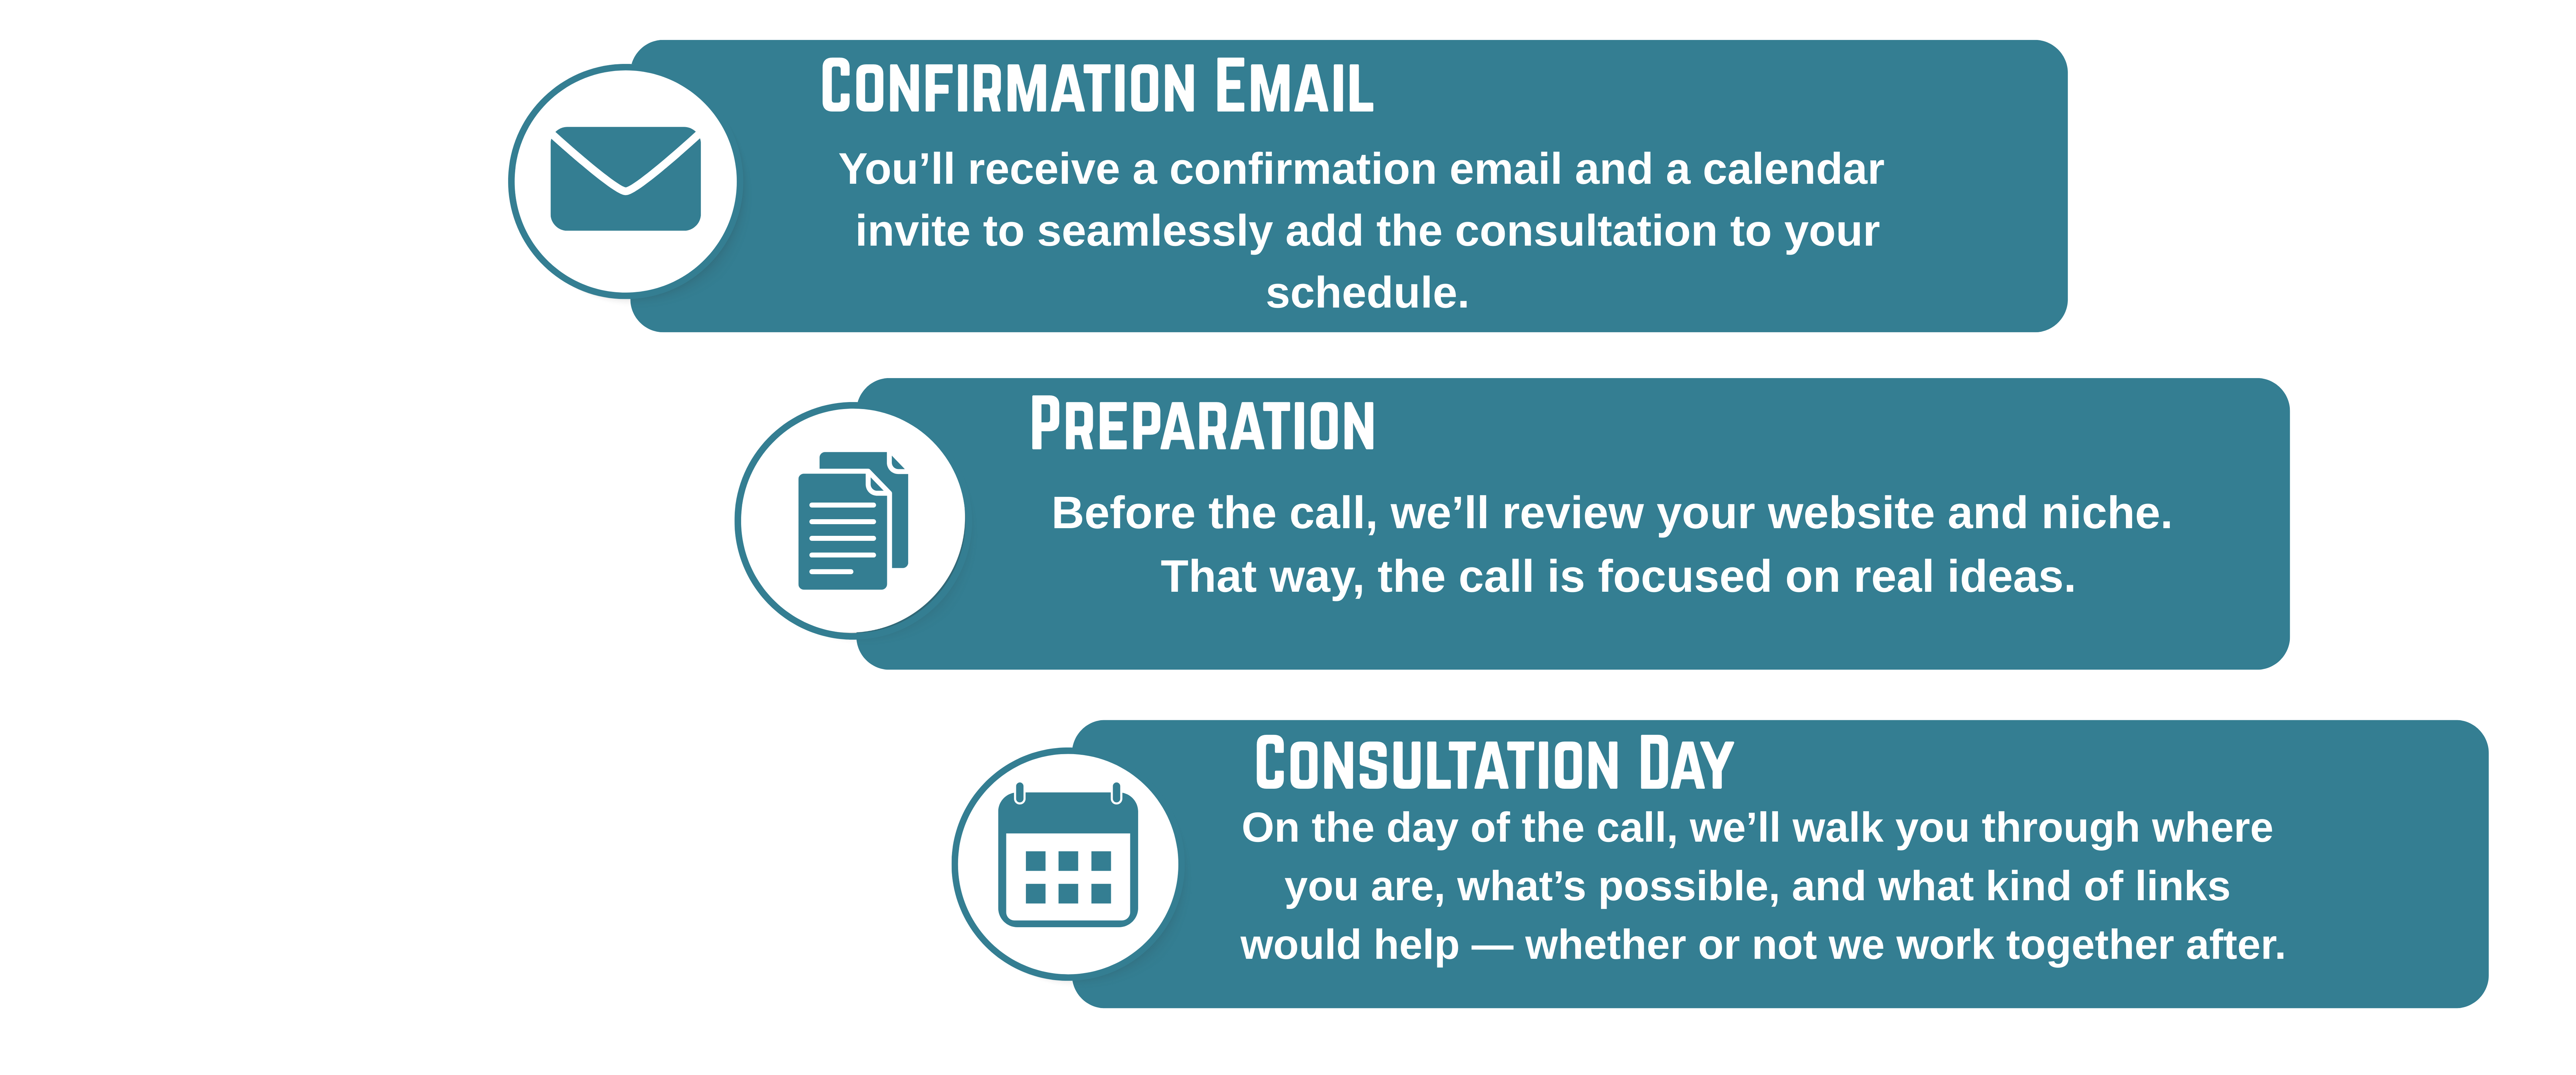 Confirmation Email
You’ll receive a confirmation email and a calendar
invite to seamlessly add the consultation to your
schedule.
Preparation
Before the call, we’ll review your website and niche.
That way, the call is focused on real ideas.
Consultation Day
On the day of the call, we’ll walk you through where
you are, what’s possible, and what kind of links
would help — whether or not we work together after.